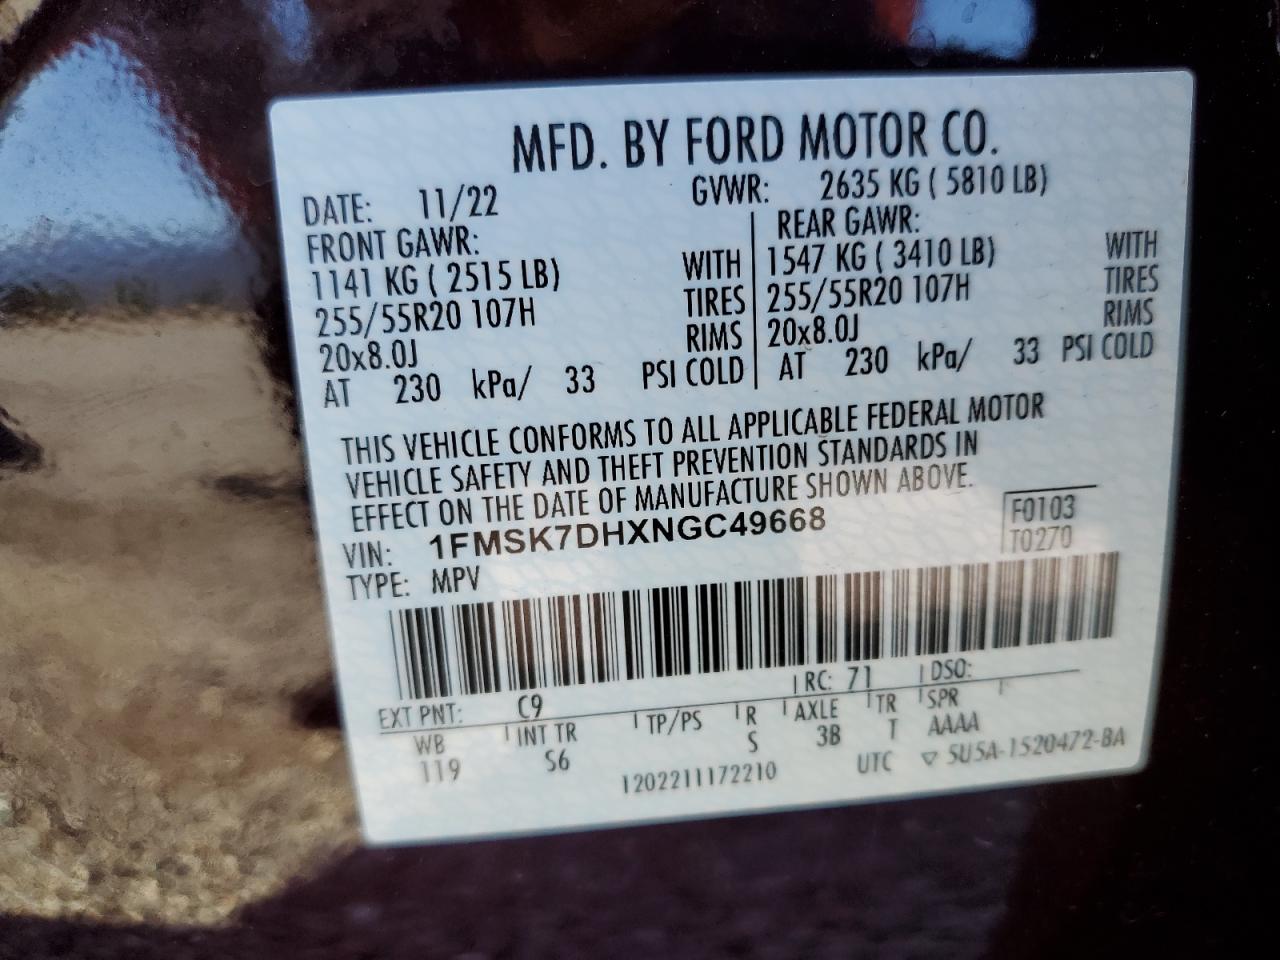 MFD. BY FORD MOTOR CO.
DATE: 11/22 GVWR: 2635 KG ( 5810 LB)
FRONT GAWR: REAR GAWR:
1141 KG ( 2515 LB) WITH 1547 KG ( 3410 LB) WITH
255/55R20 107H TIRES 255/55R20 107H TIRES
20x8.0J RIMS 20x8.0J RIMS
AT 230 kPa/ 33 PSI COLD AT 230 kPa/ 33 PSI COLD
THIS VEHICLE CONFORMS TO ALL APPLICABLE FEDERAL MOTOR
VEHICLE SAFETY AND THEFT PREVENTION STANDARDS IN
EFFECT ON THE DATE OF MANUFACTURE SHOWN ABOVE.
VIN: 1FMSK7DHXNGC49668 F0103
TYPE: MPV T0270
EXT PNT: C9 RC: 71 DSO:
WB INT TR TP/PS R AXLE TR SPR
119 S6 S 3B T AAAA
1202211172210 UTC ▽ 5U5A-1520472-BA